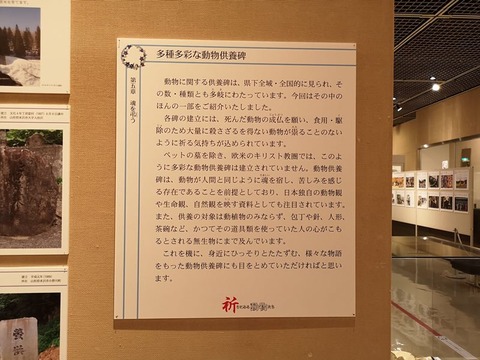 多種多彩な動物供養碑
第五章 魂を弔う
動物に関する供養碑は、県下全域・全国的に見られ、そ
の数・種類とも多岐にわたっています。今回はその中の
ほんの一部をご紹介いたしました。
各碑の建立には、死んだ動物の成仏を願い、食用・駆
除のため大量に殺さざるを得ない動物が祟ることのない
ように祈る気持ちが込められています。
ペットの墓を除き、欧米のキリスト教圏では、このよう
に多彩な動物供養碑は建立されていません。動物供養
碑は、動物が人間と同じように魂を宿し、苦しみを感じ
る存在であることを前提としており、日本独自の動物観
や生命観、自然観を映す資料としても注目されています。
また、供養の対象は動植物のみならず、包丁や針、人形、
茶碗など、かつてその道具類を使っていた人の心がこも
るとされる無生物にまで及んでいます。
これを機に、身近にひっそりとたたずむ、様々な物語
をもった動物供養碑にも目をとめていただければと思い
ます。
祈